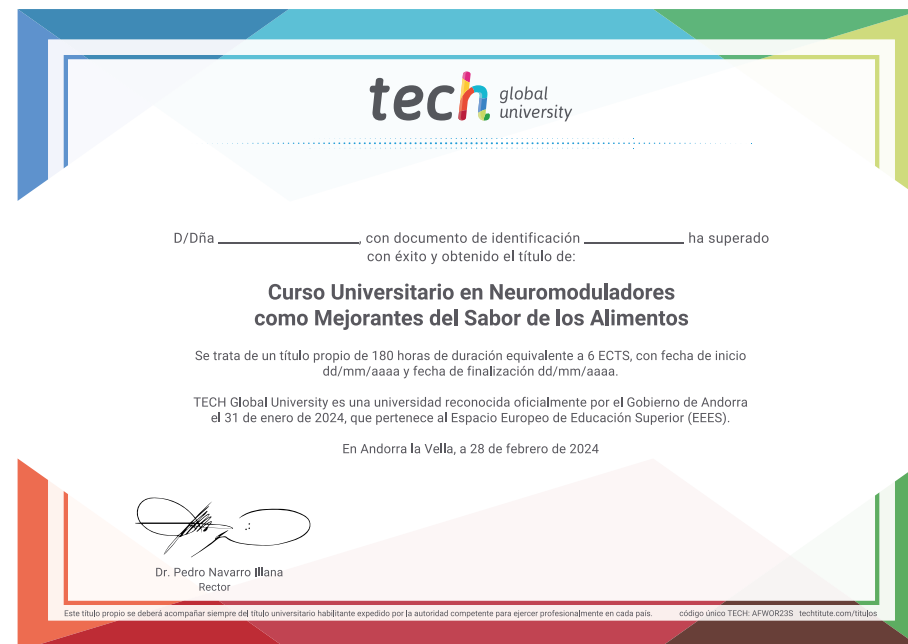 tech global university
D/Dña ____________________, con documento de identificación ______________ ha superado
con éxito y obtenido el título de:
Curso Universitario en Neuromoduladores
como Mejorantes del Sabor de los Alimentos
Se trata de un título propio de 180 horas de duración equivalente a 6 ECTS, con fecha de inicio
dd/mm/aaaa y fecha de finalización dd/mm/aaaa.
TECH Global University es una universidad reconocida oficialmente por el Gobierno de Andorra
el 31 de enero de 2024, que pertenece al Espacio Europeo de Educación Superior (EEES).
En Andorra la Vella, a 28 de febrero de 2024
Dr. Pedro Navarro Illana
Rector
Este título propio se deberá acompañar siempre del título universitario habilitante expedido por la autoridad competente para ejercer profesionalmente en cada país. código único TECH: AFWOR23S techtitute.com/titulos